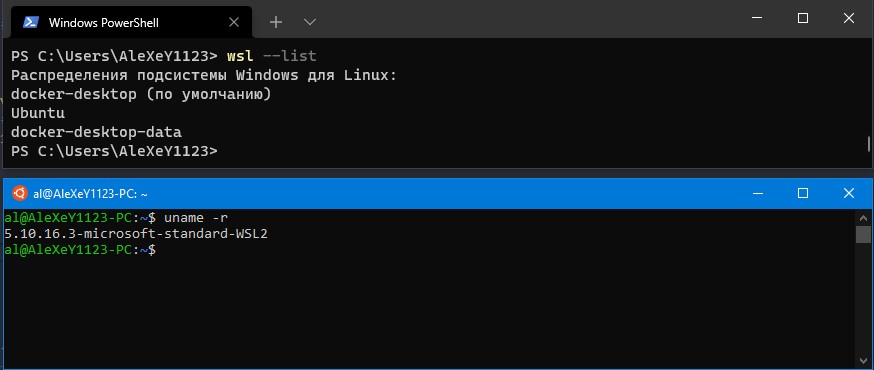 Windows PowerShell
PS C:\Users\AleXeY1123> wsl --list
Распределения подсистемы Windows для Linux:
docker-desktop (по умолчанию)
Ubuntu
docker-desktop-data
PS C:\Users\AleXeY1123>
al@AleXeY1123-PC: ~
al@AleXeY1123-PC:~$ uname -r
5.10.16.3-microsoft-standard-WSL2
al@AleXeY1123-PC:~$